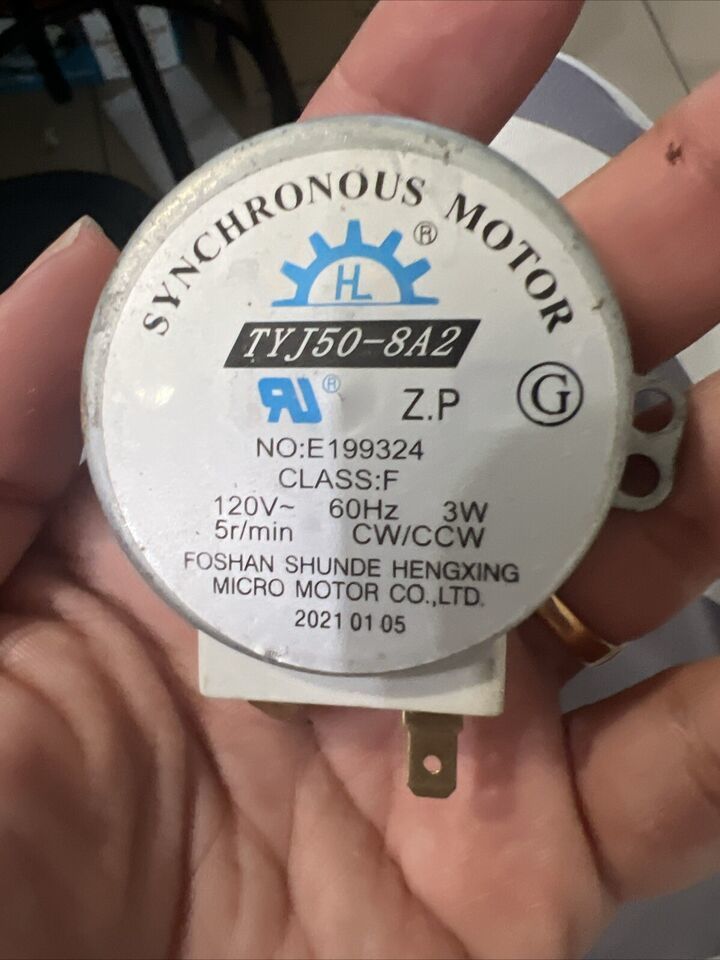 SYNCHRONOUS MOTOR
®
HL
TYJ50-8A2
RU®
Z.P
G
NO:E199324
CLASS:F
120V~ 60Hz 3W
5r/min CW/CCW
FOSHAN SHUNDE HENGXING
MICRO MOTOR CO.,LTD.
2021 01 05